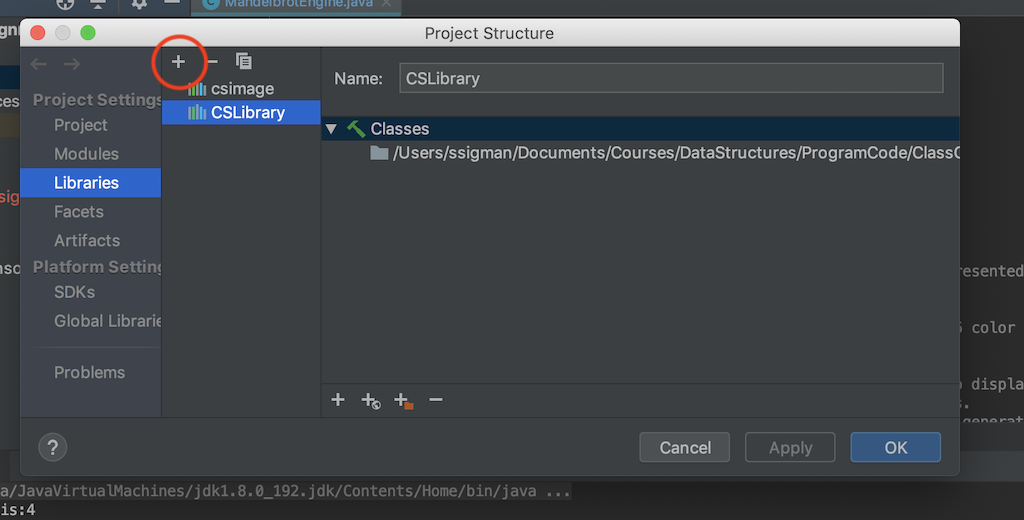 MandelbrotEngine.java
Project Structure
Name: CSLibrary
Project Settings
Project
Modules
Libraries
Facets
Artifacts
Platform Setting
SDKs
Global Librarie
Problems
csimage
CSLibrary
Classes
/Users/ssigman/Documents/Courses/DataStructures/ProgramCode/Class
?
Cancel
Apply
OK
resented
color
displa
generat
a/JavaVirtualMachines/jdk1.8.0_192.jdk/Contents/Home/bin/java ...
is:4